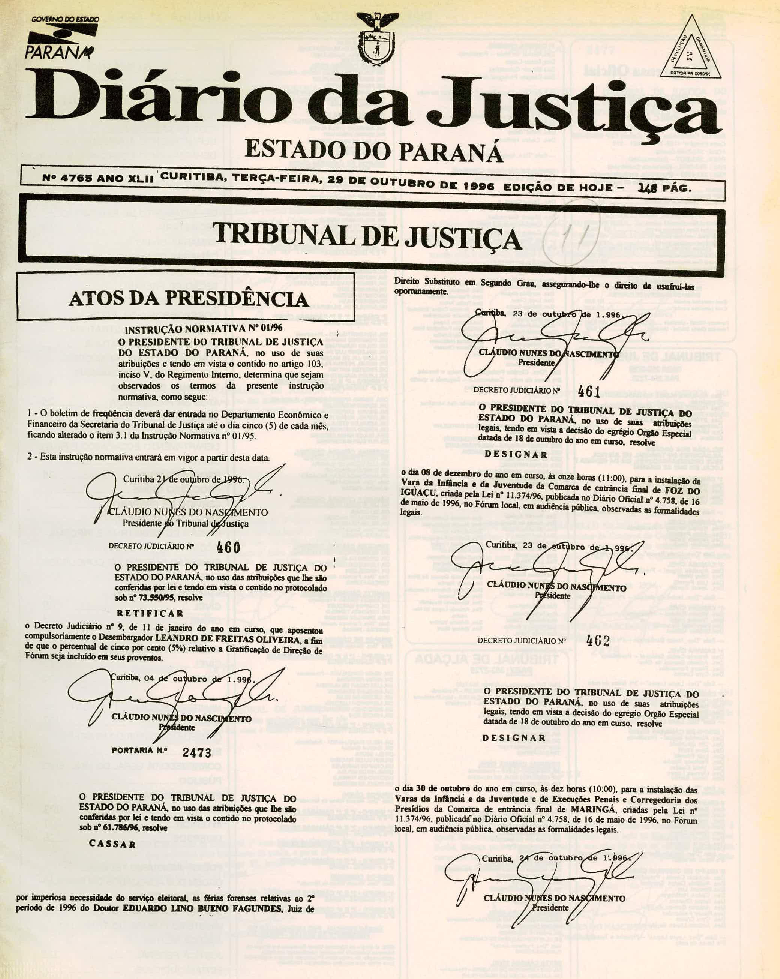 GOVERNO DO ESTADO
PARANÁ
Diário da Justiça
ESTADO DO PARANÁ
Nº 4765 ANO XLII CURITIBA, TERÇA-FEIRA, 29 DE OUTUBRO DE 1996 EDIÇÃO DE HOJE - 148 PÁG.
TRIBUNAL DE JUSTIÇA
11
ATOS DA PRESIDÊNCIA
INSTRUÇÃO NORMATIVA Nº 01/96
O PRESIDENTE DO TRIBUNAL DE JUSTIÇA
DO ESTADO DO PARANÁ, no uso de suas
atribuições e tendo em vista o contido no artigo 103,
inciso V, do Regimento Interno, determina que sejam
observados os termos da presente instrução
normativa, como segue:
1 - O boletim de freqüência deverá dar entrada no Departamento Econômico e
Financeiro da Secretaria do Tribunal de Justiça até o dia cinco (5) de cada mês,
ficando alterado o item 3.1 da Instrução Normativa nº 01/95.
2 - Esta instrução normativa entrará em vigor a partir desta data.
Curitiba 21 de outubro de 1996
CLÁUDIO NUNES DO NASCIMENTO
Presidente do Tribunal de Justiça
DECRETO JUDICIÁRIO Nº 460
O PRESIDENTE DO TRIBUNAL DE JUSTIÇA DO
ESTADO DO PARANÁ, no uso das atribuições que lhe são
conferidas por lei e tendo em vista o contido no protocolado
sob nº 73.550/95, resolve
RETIFICAR
o Decreto Judiciário nº 9, de 11 de janeiro do ano em curso, que aposentou
compulsoriamente o Desembargador LEANDRO DE FREITAS OLIVEIRA, a fim
de que o percentual de cinco por cento (5%) relativo a Gratificação de Direção de
Fórum seja incluído em seus proventos.
Curitiba, 04 de outubro de 1.996.
CLÁUDIO NUNES DO NASCIMENTO
Presidente
PORTARIA N.º 2473
O PRESIDENTE DO TRIBUNAL DE JUSTIÇA DO
ESTADO DO PARANÁ, no uso das atribuições que lhe são
conferidas por lei e tendo em vista o contido no protocolado
sob nº 61.786/96, resolve
CASSAR
por imperiosa necessidade do serviço eleitoral, as férias forenses relativas ao 2º
período de 1996 do Doutor EDUARDO LINO BUENO FAGUNDES, Juiz de
Direito Substituto em Segundo Grau, assegurando-lhe o direito de usufruí-las
oportunamente.
Curitiba, 23 de outubro de 1.996.
CLÁUDIO NUNES DO NASCIMENTO
Presidente
DECRETO JUDICIÁRIO Nº 461
O PRESIDENTE DO TRIBUNAL DE JUSTIÇA DO
ESTADO DO PARANÁ, no uso de suas atribuições
legais, tendo em vista a decisão do egrégio Orgão Especial
datada de 18 de outubro do ano em curso, resolve
DESIGNAR
o dia 08 de dezembro do ano em curso, às onze horas (11:00), para a instalação da
Vara da Infância e da Juventude da Comarca de entrância final de FOZ DO
IGUAÇU, criada pela Lei nº 11.374/96, publicada no Diário Oficial nº 4.758, de 16
de maio de 1996, no Fórum local, em audiência pública, observadas as formalidades
legais.
Curitiba, 23 de outubro de 1.996.
CLÁUDIO NUNES DO NASCIMENTO
Presidente
DECRETO JUDICIÁRIO Nº 462
O PRESIDENTE DO TRIBUNAL DE JUSTIÇA DO
ESTADO DO PARANÁ, no uso de suas atribuições
legais, tendo em vista a decisão do egregio Orgão Especial
datada de 18 de outubro do ano em curso, resolve
DESIGNAR
o dia 30 de outubro do ano em curso, às dez horas (10:00), para a instalação das
Varas da Infância e da Juventude e de Execuções Penais e Corregedoria dos
Presídios da Comarca de entrância final de MARINGÁ, criadas pela Lei nº
11.374/96, publicada no Diário Oficial nº 4.758, de 16 de maio de 1996, no Forum
local, em audiência pública, observadas as formalidades legais.
Curitiba, 24 de outubro de 1.996.
CLÁUDIO NUNES DO NASCIMENTO
Presidente